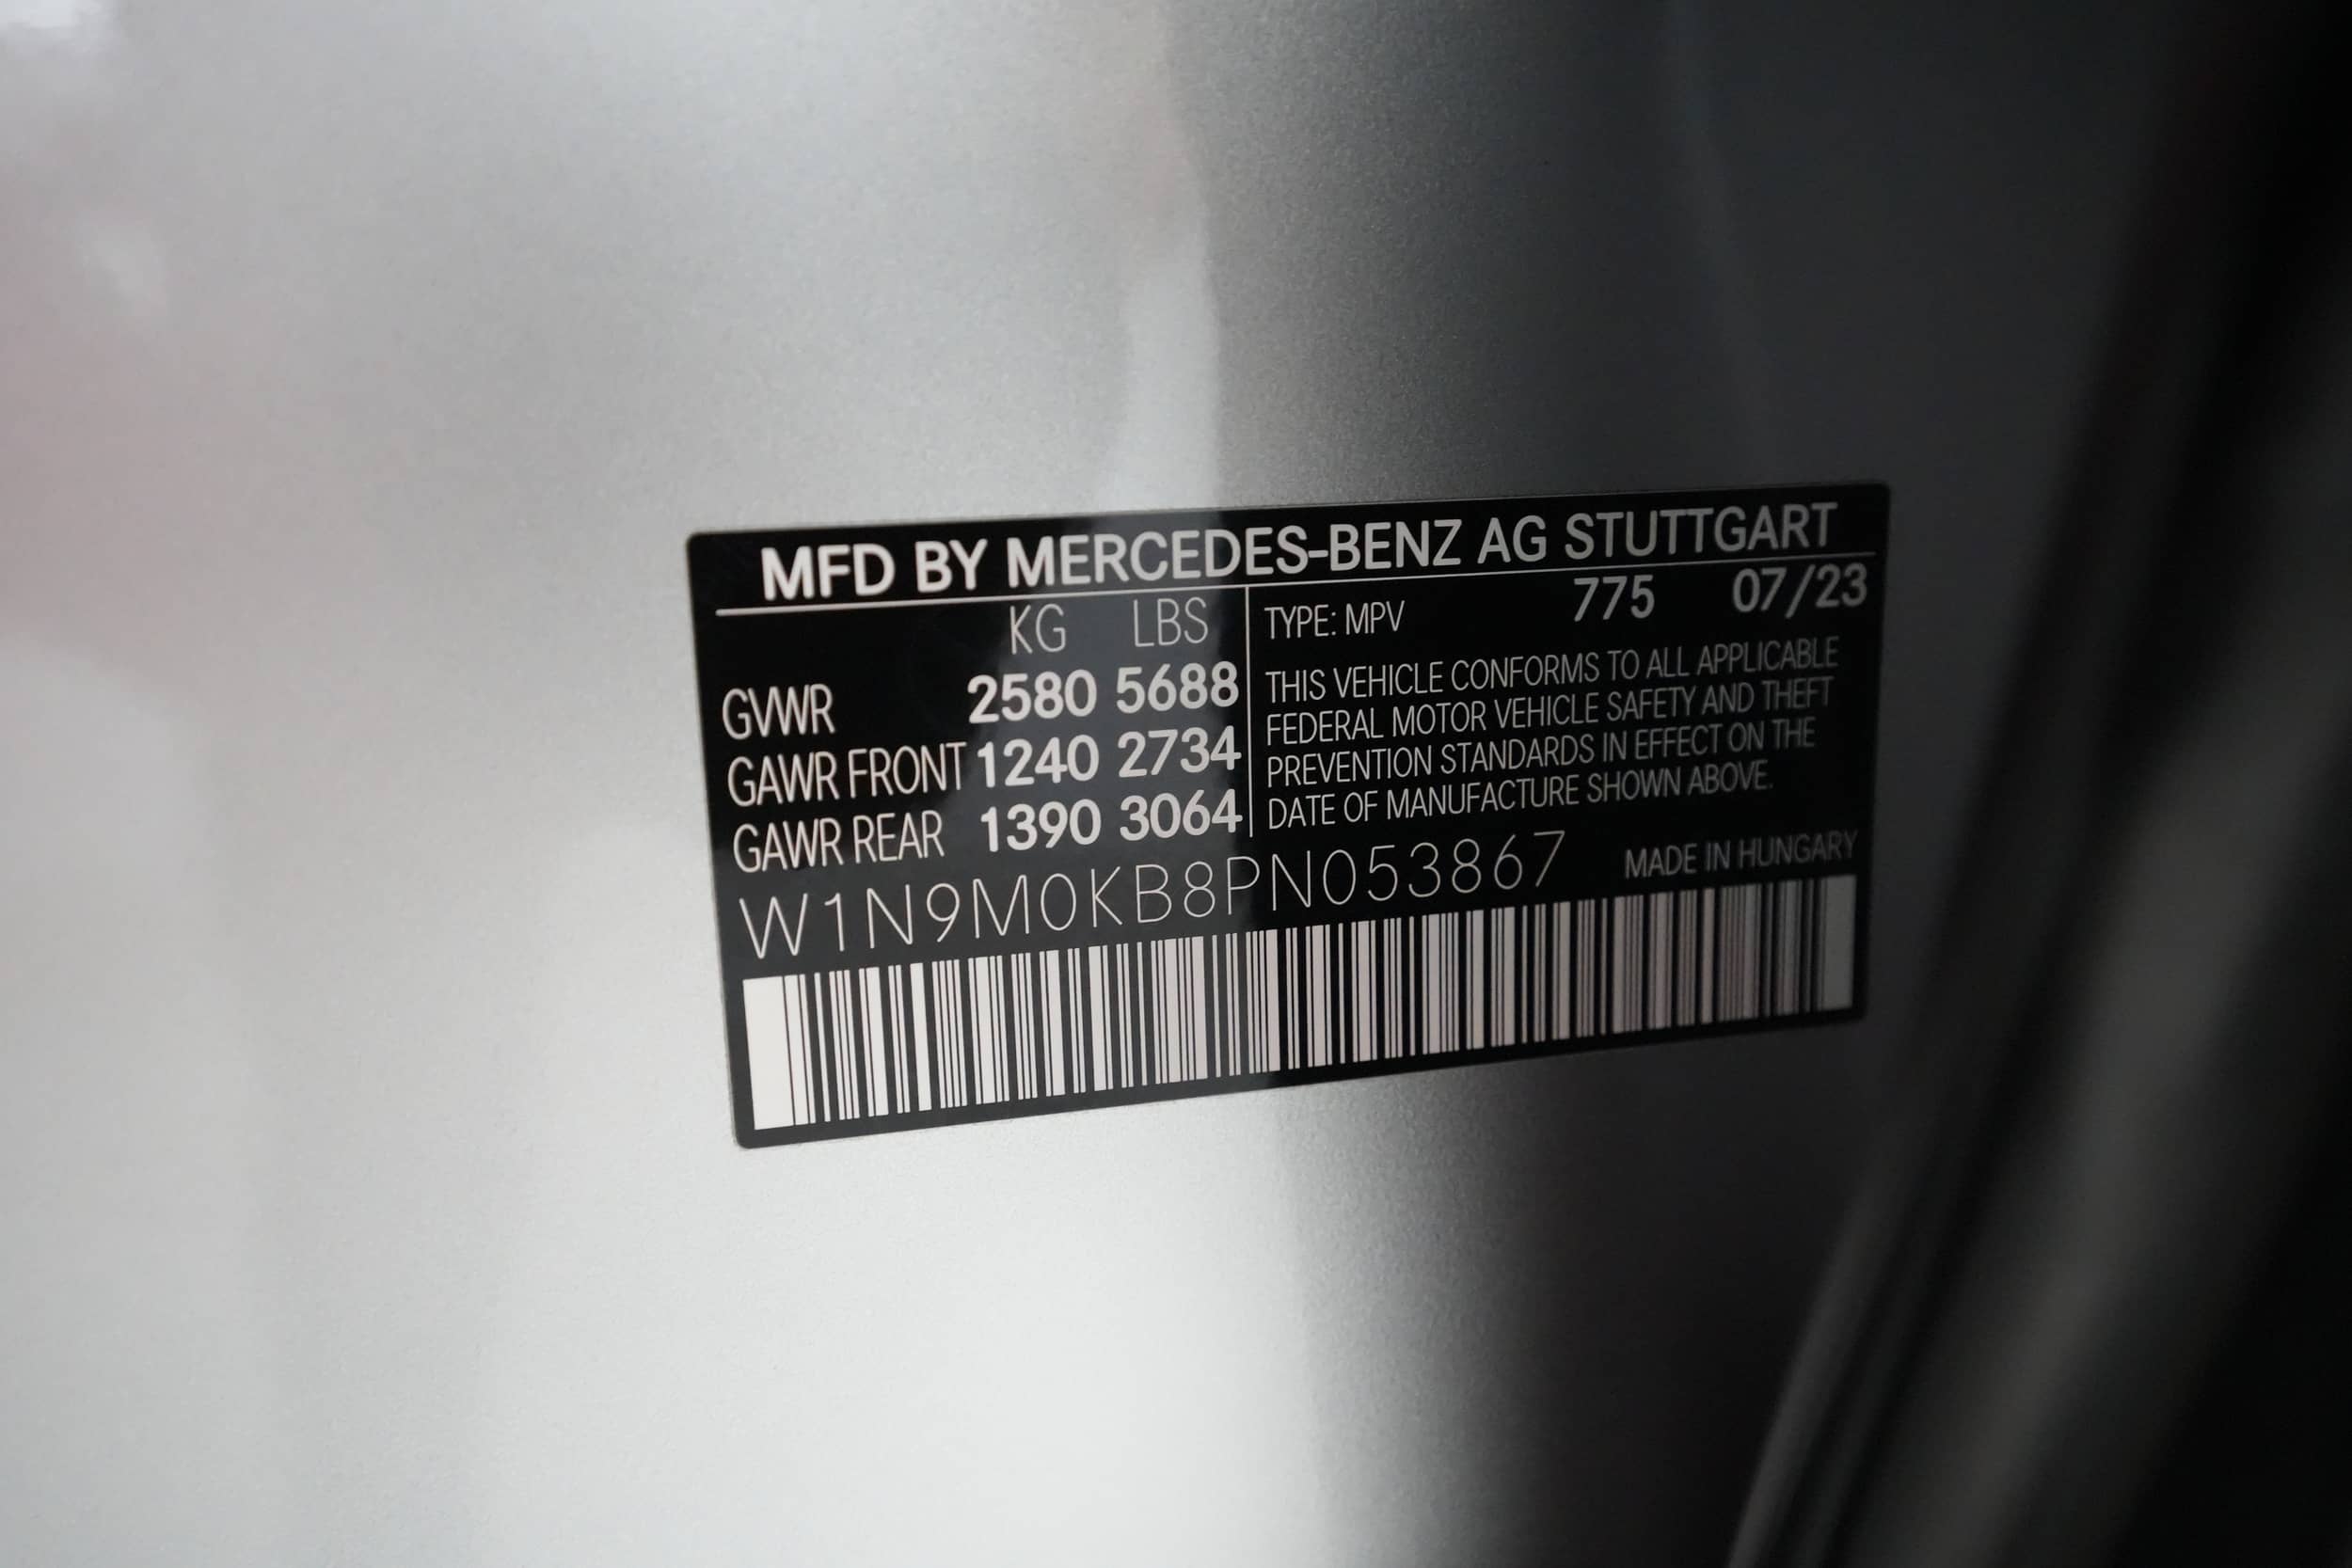 MFD BY MERCEDES-BENZ AG STUTTGART
KG LBS
GVWR 2580 5688
GAWR FRONT 1240 2734
GAWR REAR 1390 3064
TYPE: MPV 775 07/23
THIS VEHICLE CONFORMS TO ALL APPLICABLE
FEDERAL MOTOR VEHICLE SAFETY AND THEFT
PREVENTION STANDARDS IN EFFECT ON THE
DATE OF MANUFACTURE SHOWN ABOVE.
W1N9M0KB8PN053867 MADE IN HUNGARY